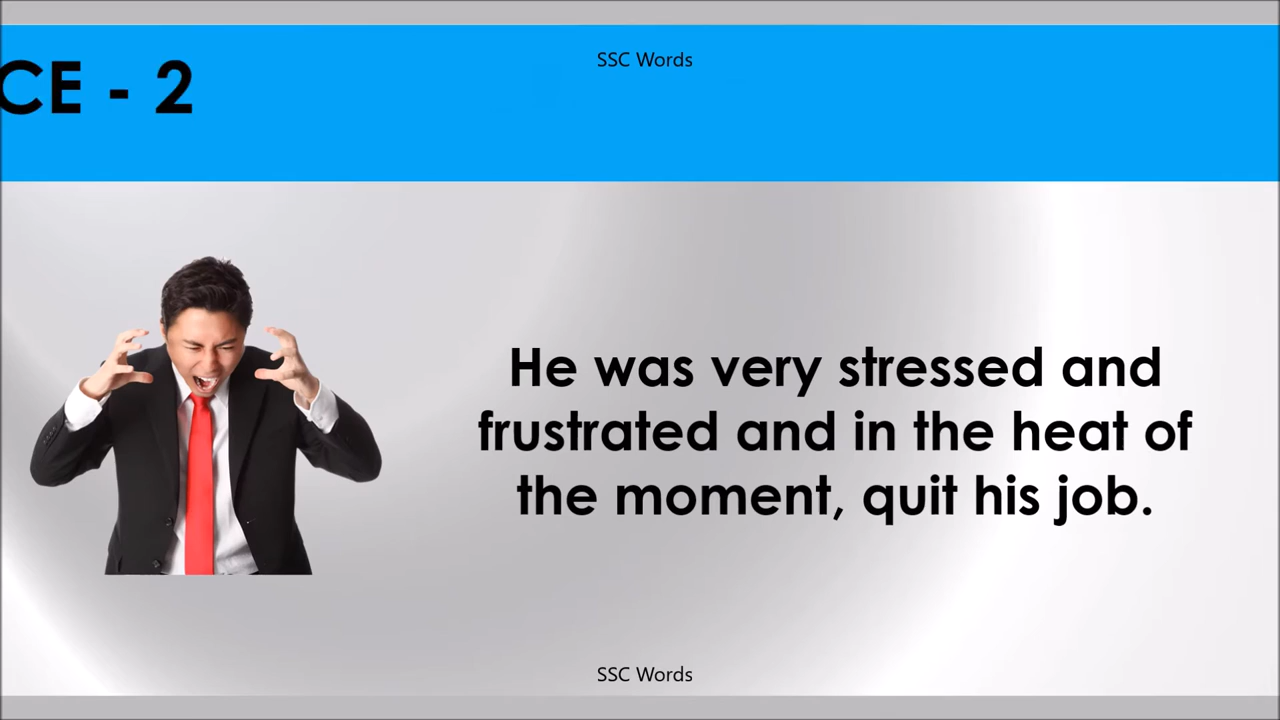 SSC Words
CE - 2
He was very stressed and
frustrated and in the heat of
the moment, quit his job.
SSC Words